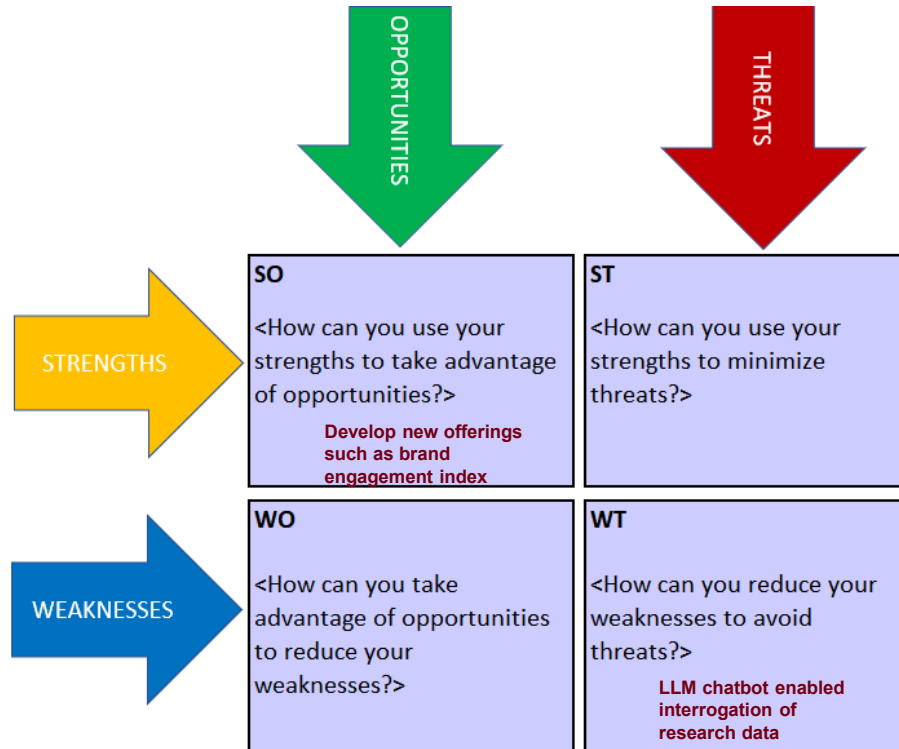 OPPORTUNITIES
THREATS
STRENGTHS
SO
<How can you use your
strengths to take advantage
of opportunities?>
Develop new offerings
such as brand
engagement index
ST
<How can you use your
strengths to minimize
threats?>
WEAKNESSES
WO
<How can you take
advantage of opportunities
to reduce your
weaknesses?>
WT
<How can you reduce your
weaknesses to avoid
threats?>
LLM chatbot enabled
interrogation of
research data